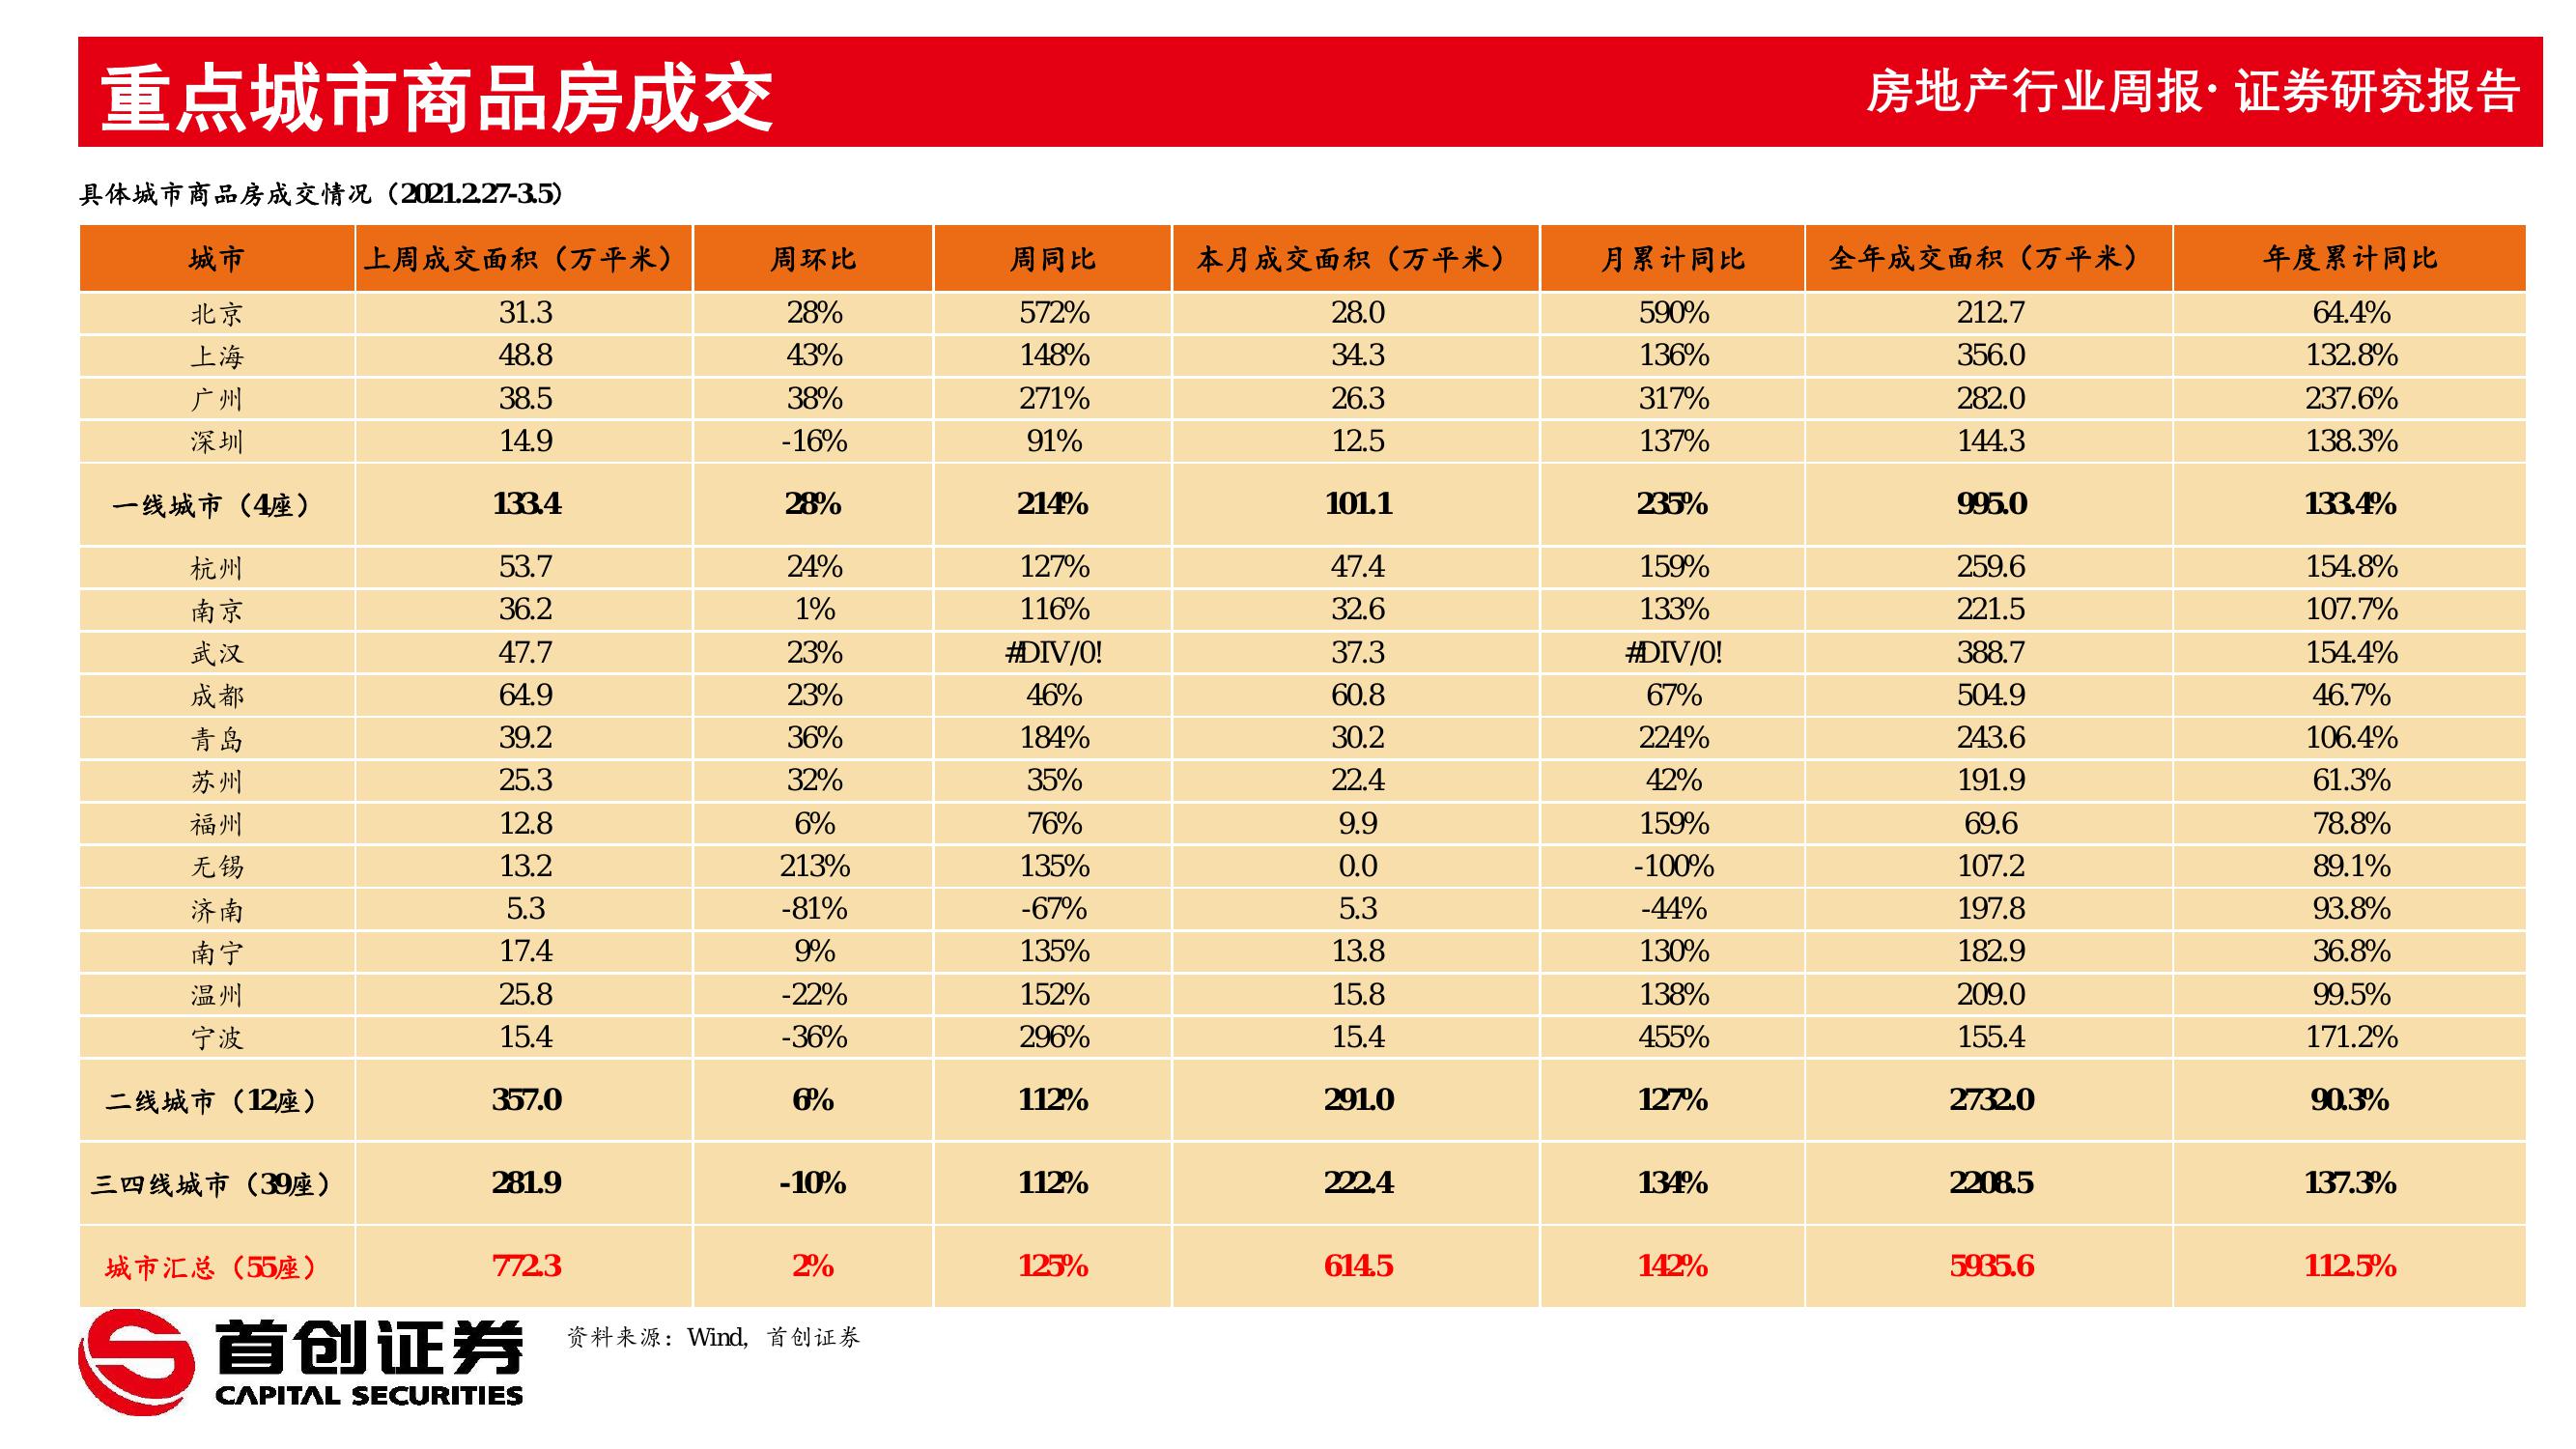 重点城市商品房成交
房地产行业周报·证券研究报告
具体城市商品房成交情况（2021.2.27-3.5）
城市 上周成交面积（万平米） 周环比 周同比 本月成交面积（万平米） 月累计同比 全年成交面积（万平米） 年度累计同比
北京 31.3 28% 572% 28.0 590% 212.7 64.4%
上海 48.8 43% 148% 34.3 136% 356.0 132.8%
广州 38.5 38% 271% 26.3 317% 282.0 237.6%
深圳 14.9 -16% 91% 12.5 137% 144.3 138.3%
一线城市（4座） 133.4 28% 214% 101.1 235% 995.0 133.4%
杭州 53.7 24% 127% 47.4 159% 259.6 154.8%
南京 36.2 1% 116% 32.6 133% 221.5 107.7%
武汉 47.7 23% #DIV/0! 37.3 #DIV/0! 388.7 154.4%
成都 64.9 23% 46% 60.8 67% 504.9 46.7%
青岛 39.2 36% 184% 30.2 224% 243.6 106.4%
苏州 25.3 32% 35% 22.4 42% 191.9 61.3%
福州 12.8 6% 76% 9.9 159% 69.6 78.8%
无锡 13.2 213% 135% 0.0 -100% 107.2 89.1%
济南 5.3 -81% -67% 5.3 -44% 197.8 93.8%
南宁 17.4 9% 135% 13.8 130% 182.9 36.8%
温州 25.8 -22% 152% 15.8 138% 209.0 99.5%
宁波 15.4 -36% 296% 15.4 455% 155.4 171.2%
二线城市（12座） 357.0 6% 112% 291.0 127% 2732.0 90.3%
三四线城市（39座） 281.9 -10% 112% 222.4 134% 2208.5 137.3%
城市汇总（55座） 772.3 2% 125% 614.5 142% 5935.6 112.5%
首创证券
CAPITAL SECURITIES
资料来源：Wind，首创证券